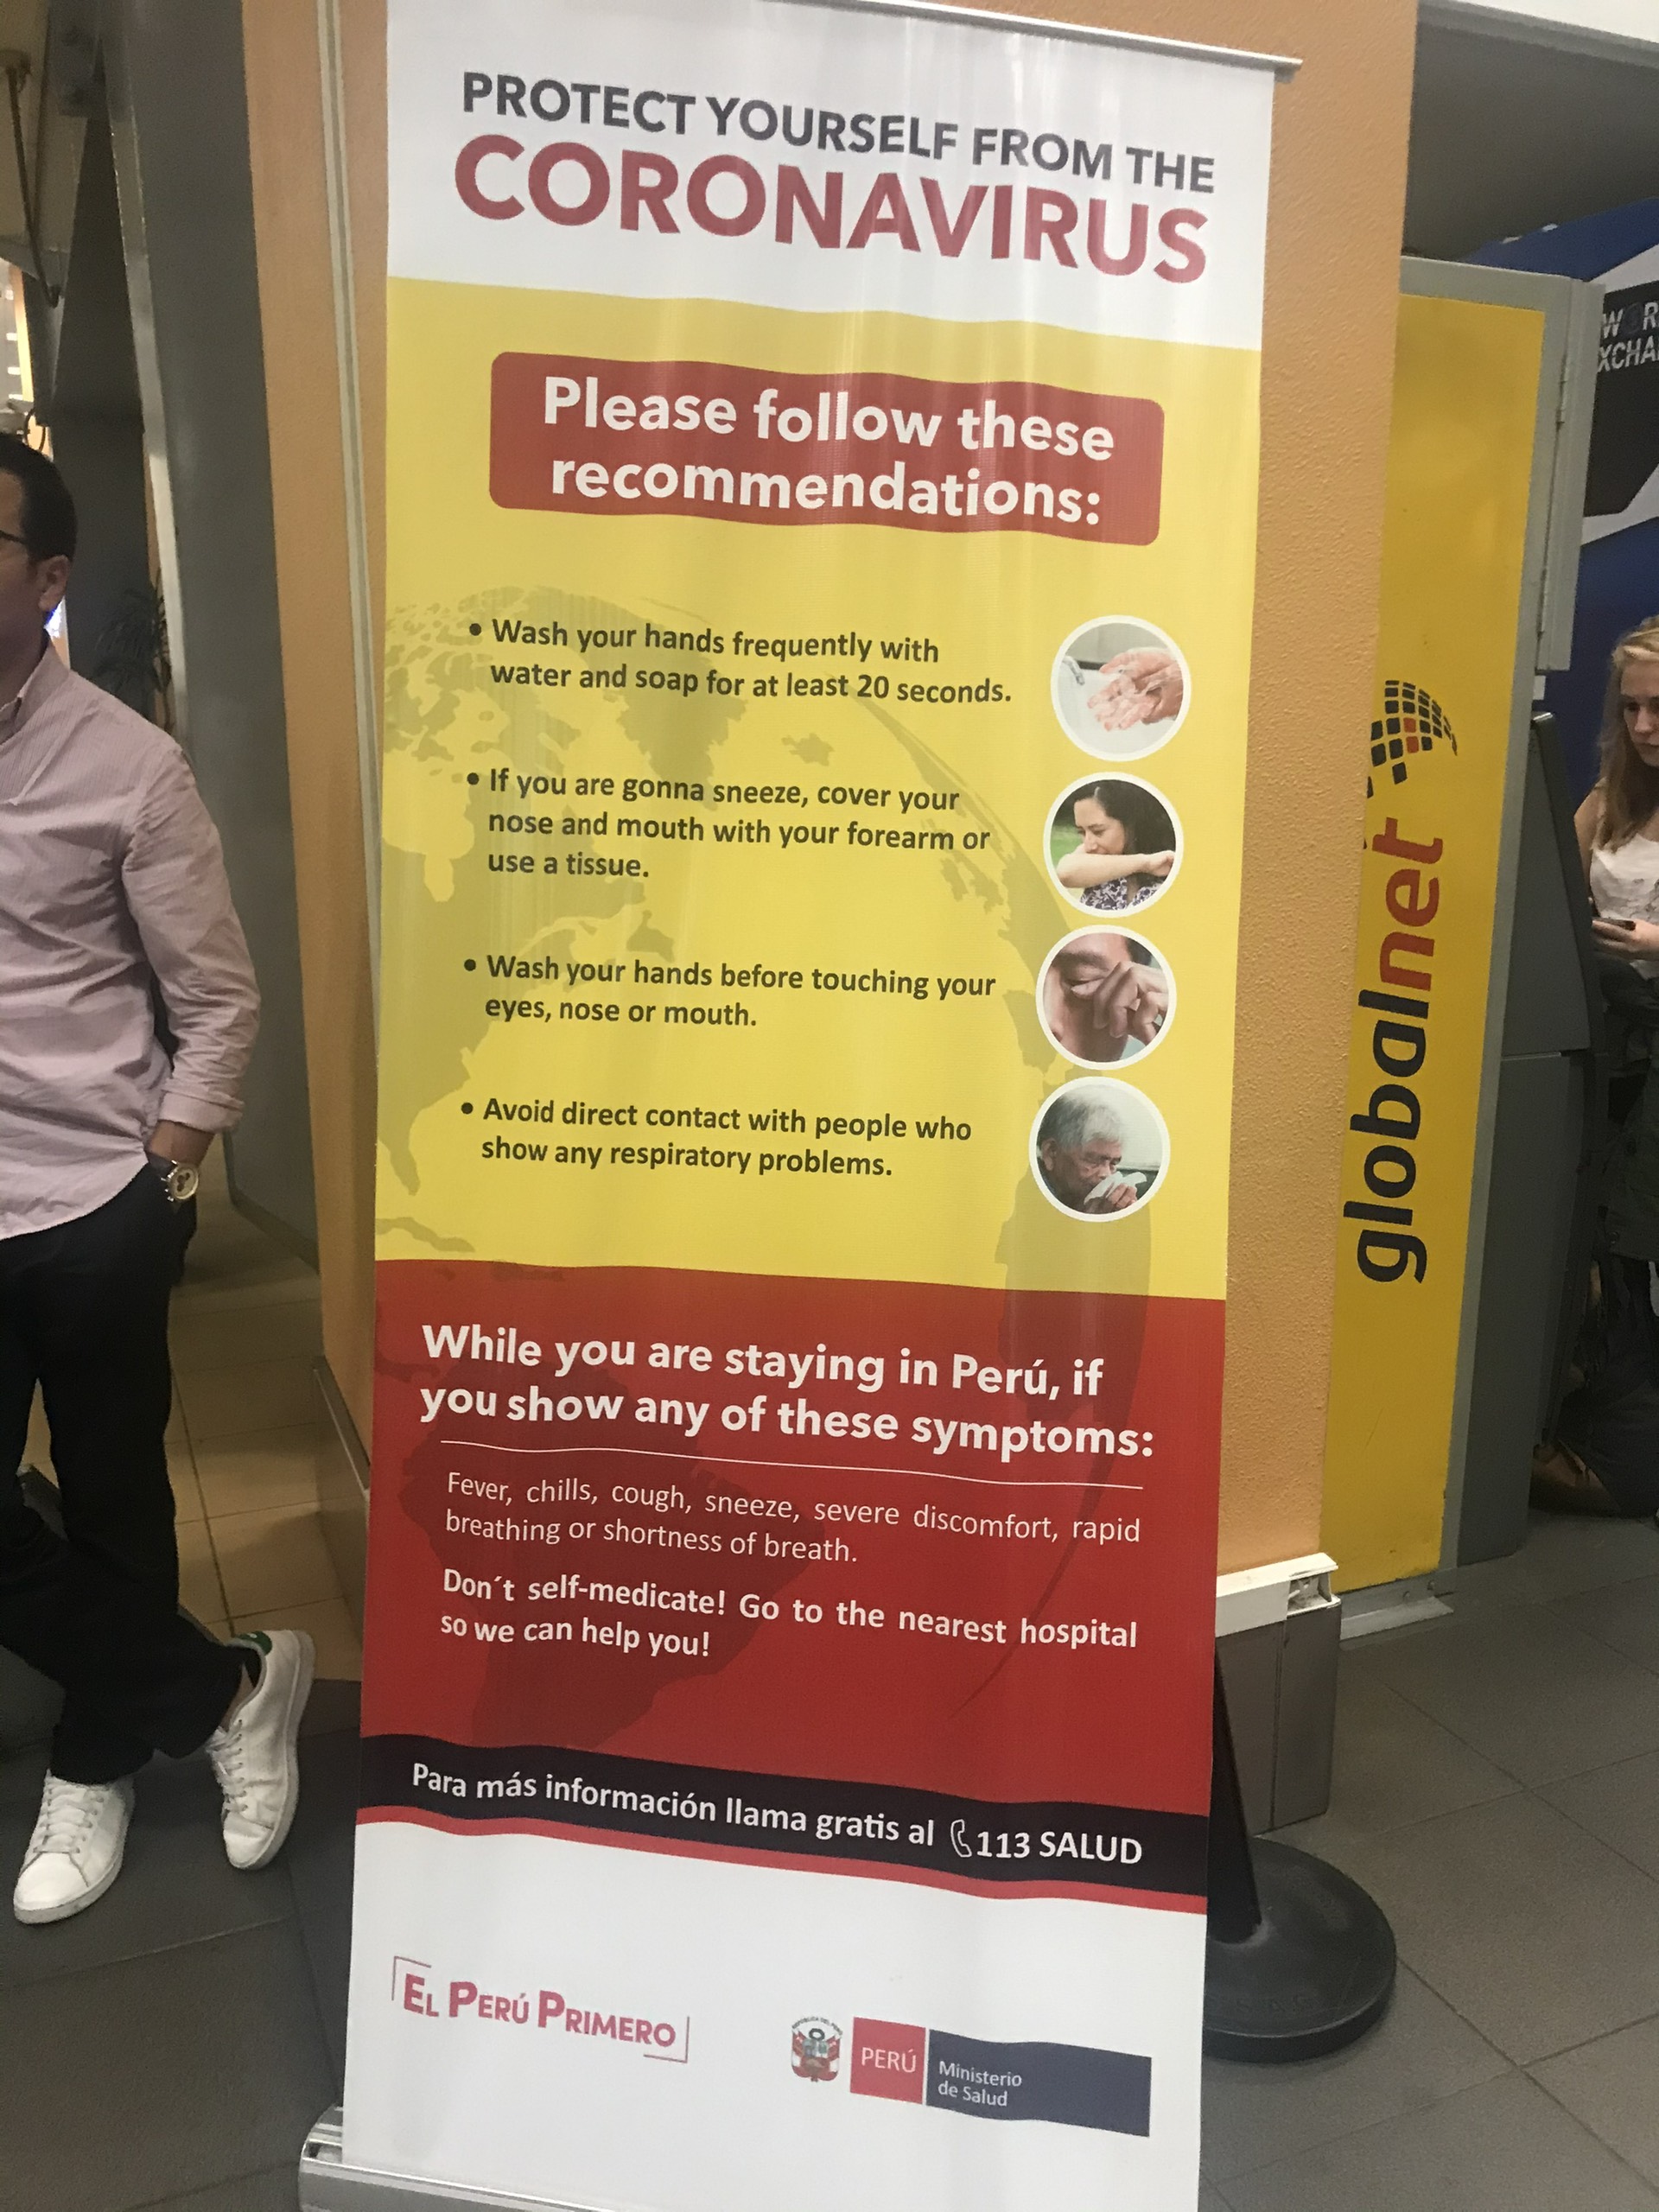 PROTECT YOURSELF FROM THE
CORONAVIRUS
Please follow these
recommendations:
• Wash your hands frequently with
water and soap for at least 20 seconds.
• If you are gonna sneeze, cover your
nose and mouth with your forearm or
use a tissue.
• Wash your hands before touching your
eyes, nose or mouth.
• Avoid direct contact with people who
show any respiratory problems.
While you are staying in Perú, if
you show any of these symptoms:
Fever, chills, cough, sneeze, severe discomfort, rapid
breathing or shortness of breath.
Don´t self-medicate! Go to the nearest hospital
so we can help you!
Para más información llama gratis al 113 SALUD
EL PERÚ PRIMERO
PERÚ
Ministerio
de Salud
globalnet